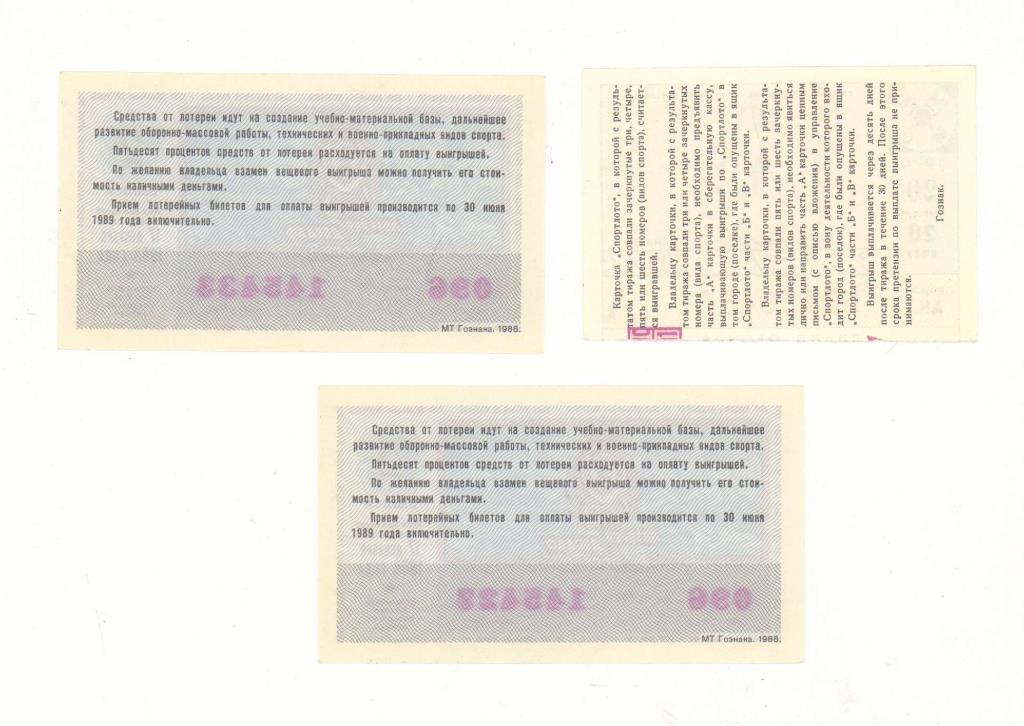 Средства от лотереи идут на создание учебно-материальной базы, дальнейшее
развитие оборонно-массовой работы, технических и военно-прикладных видов спорта.
Пятьдесят процентов средств от лотереи расходуется на оплату выигрышей.
По желанию владельца взамен вещевого выигрыша можно получить его стои-
мость наличными деньгами.
Прием лотерейных билетов для оплаты выигрышей производится по 30 июня
1989 года включительно.
МТ Гознака. 1988.
Карточка „Спортлото", в которой с резуль-
татом тиража совпали зачеркнутые три, четыре,
пять или шесть номеров (видов спорта), считает-
ся выигравшей.
Владельцу карточки, в которой с результа-
том тиража совпали три или четыре зачеркнутых
номера (вида спорта), необходимо предъявить
часть „А" карточки в сберегательную кассу,
выплачивающую выигрыши по „Спортлото" в
том городе (поселке), где были опущены в ящик
„Спортлото" части „Б" и „В" карточки.
Владельцу карточки, в которой с результа-
том тиража совпали пять или шесть зачеркну-
тых номеров (видов спорта), необходимо явиться
лично или направить часть „А" карточки ценным
письмом (с описью вложения) в управление
„Спортлото", в зону деятельности которого вхо-
дит город (поселок), где были опущены в ящик
„Спортлото" части „Б" и „В" карточки.
Выигрыш выплачивается через десять дней
после тиража в течение 30 дней. После этого
срока претензии по выплате выигрыша не при-
нимаются.
Гознак.
Средства от лотереи идут на создание учебно-материальной базы, дальнейшее
развитие оборонно-массовой работы, технических и военно-прикладных видов спорта.
Пятьдесят процентов средств от лотереи расходуется на оплату выигрышей.
По желанию владельца взамен вещевого выигрыша можно получить его стои-
мость наличными деньгами.
Прием лотерейных билетов для оплаты выигрышей производится по 30 июня
1989 года включительно.
096 145423
МТ Гознака. 1988.